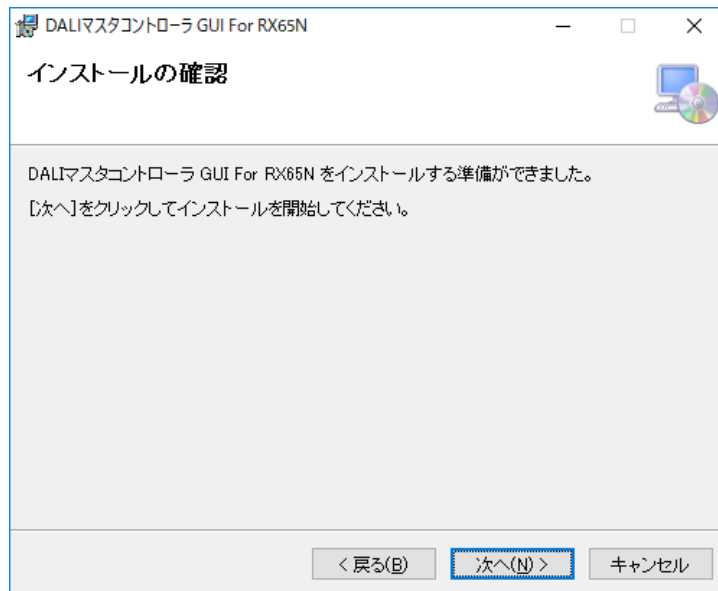 DALIマスタコントローラ GUI For RX65N
インストールの確認
DALIマスタコントローラ GUI For RX65N をインストールする準備ができました。
[次へ]をクリックしてインストールを開始してください。
< 戻る(B) 次へ(N) > キャンセル